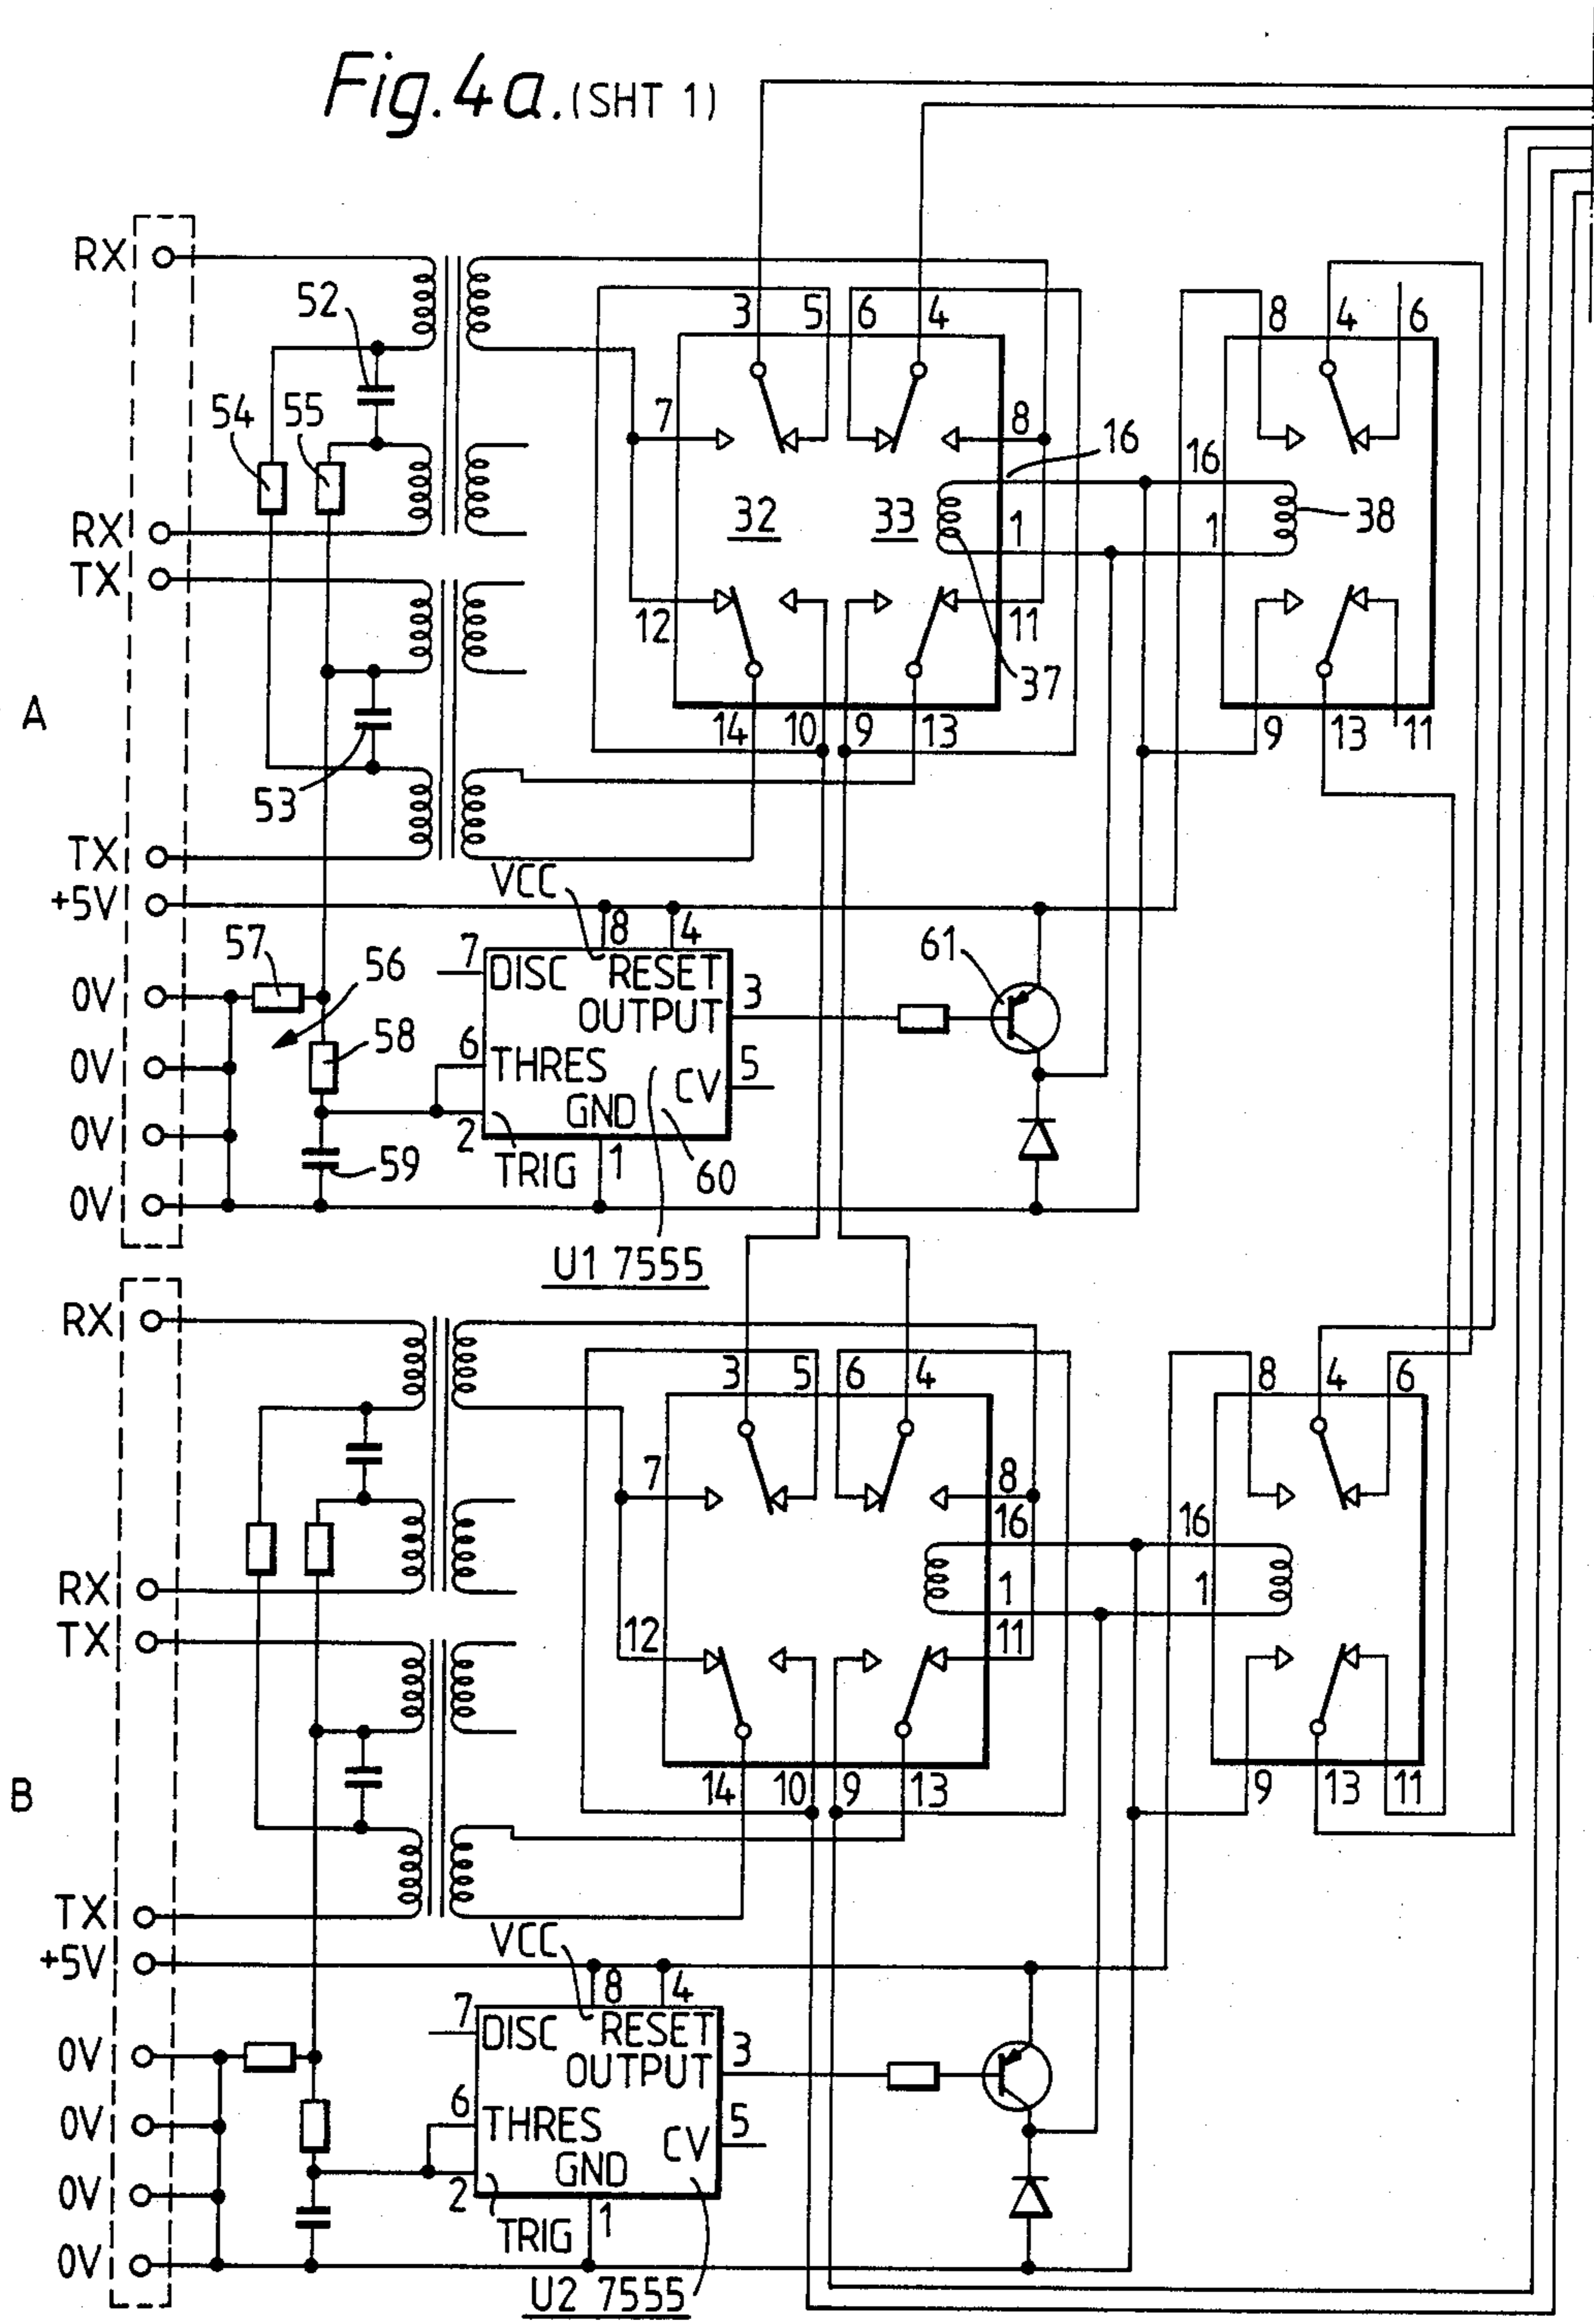 Fig.4a. (SHT 1)
RX
52
3 5 6 4
8 4 6
54 55
7
8
16
16
32 33
1
1
38
RX
TX
12
11
37
A
14 10 9 13
9 13 11
53
TX
VCC
+5V
8 4
57
56
7
DISC RESET
61
0V
OUTPUT
3
58
6
THRES
5
CV
0V
GND
0V
2
TRIG
1
59
60
0V
U1 7555
RX
3 5 6 4
8 4 6
7
8
16
16
1
1
RX
TX
12
11
14 10 9 13
9 13 11
B
TX
VCC
+5V
8 4
7
DISC RESET
0V
OUTPUT
3
6
THRES
5
CV
0V
GND
2
0V
TRIG
1
0V
U2 7555